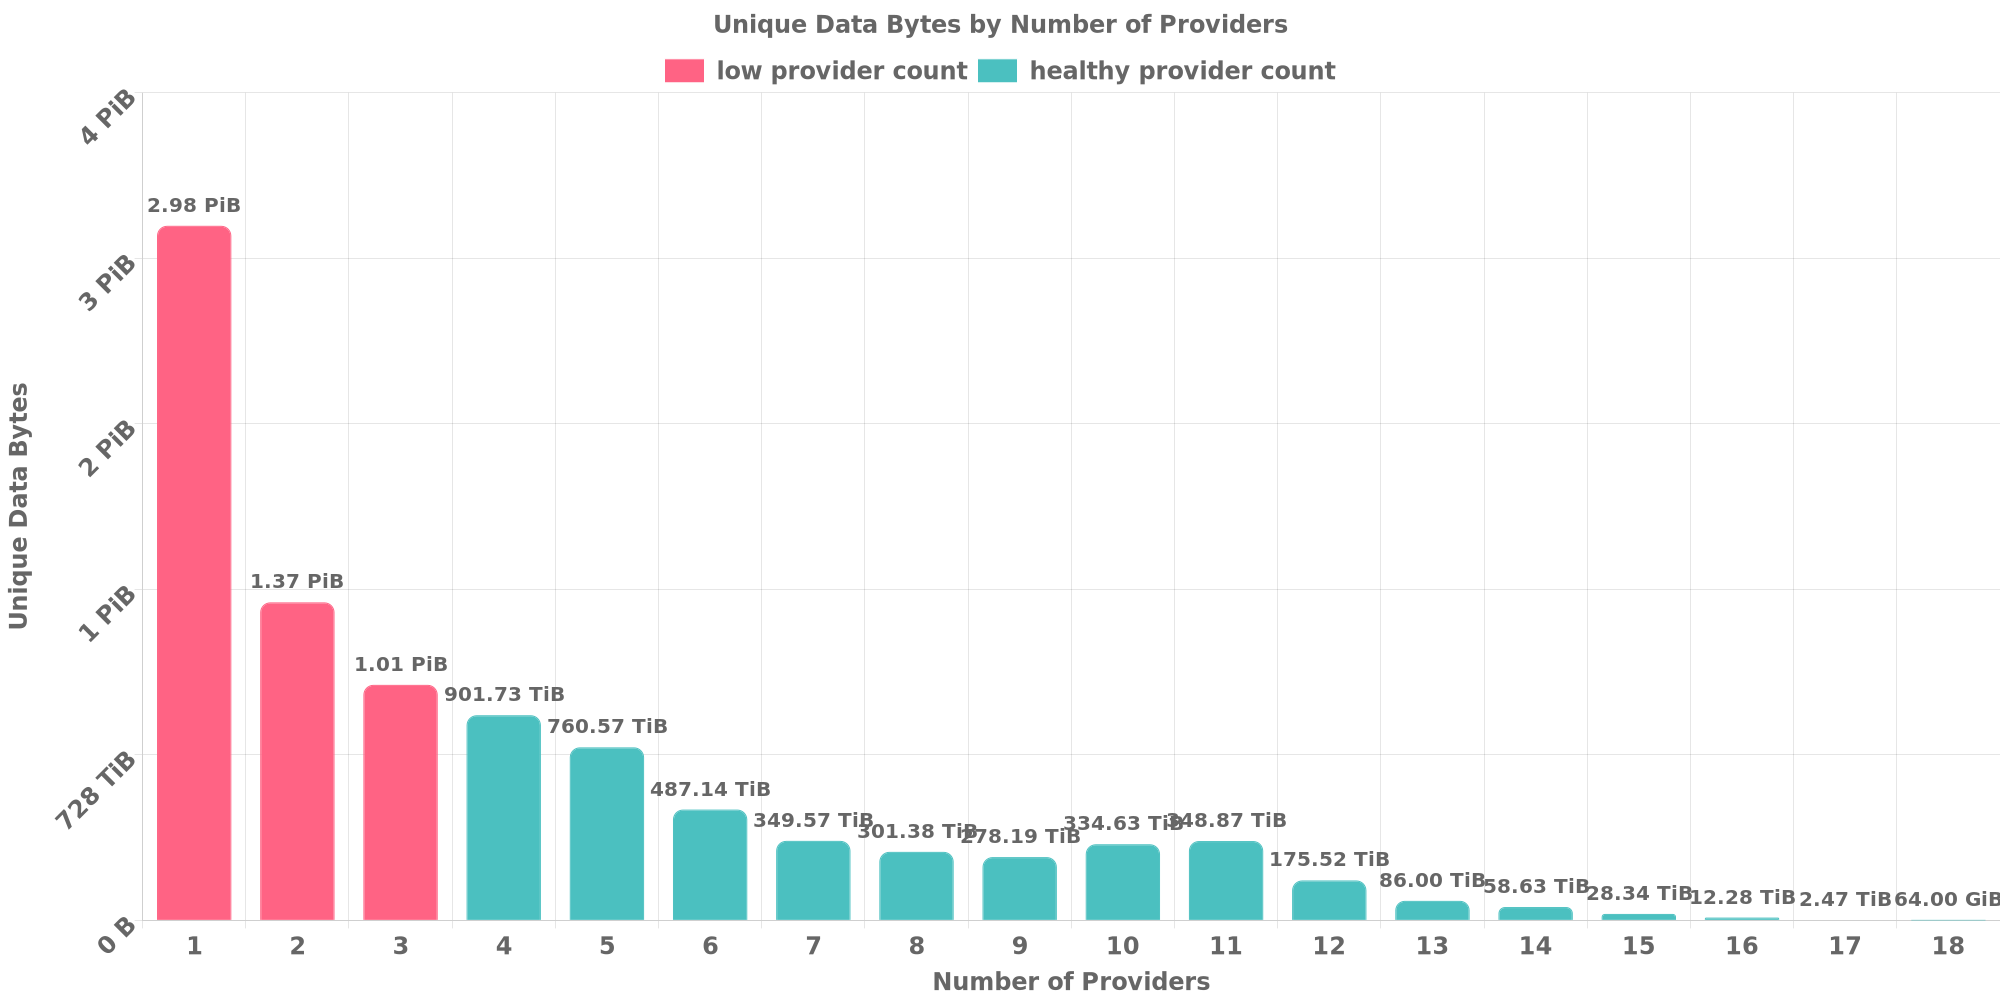 Unique Data Bytes by Number of Providers
low provider count healthy provider count
4 PiB
3 PiB
2 PiB
1 PiB
728 TiB
0 B
Unique Data Bytes
2.98 PiB
1.37 PiB
1.01 PiB
901.73 TiB
760.57 TiB
487.14 TiB
349.57 TiB
301.38 TiB
278.19 TiB
334.63 TiB
348.87 TiB
175.52 TiB
86.00 TiB
58.63 TiB
28.34 TiB
12.28 TiB
2.47 TiB
64.00 GiB
1 2 3 4 5 6 7 8 9 10 11 12 13 14 15 16 17 18
Number of Providers